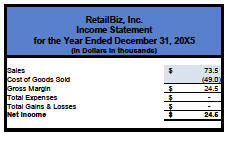 RetailBiz, Inc.
Income Statement
for the Year Ended December 31, 20X5
(In Dollars in thousands)
Sales $ 73.5
Cost of Goods Sold (49.0)
Gross Margin $ 24.5
Total Expenses $ -
Total Gains & Losses $ -
Net Income $ 24.5